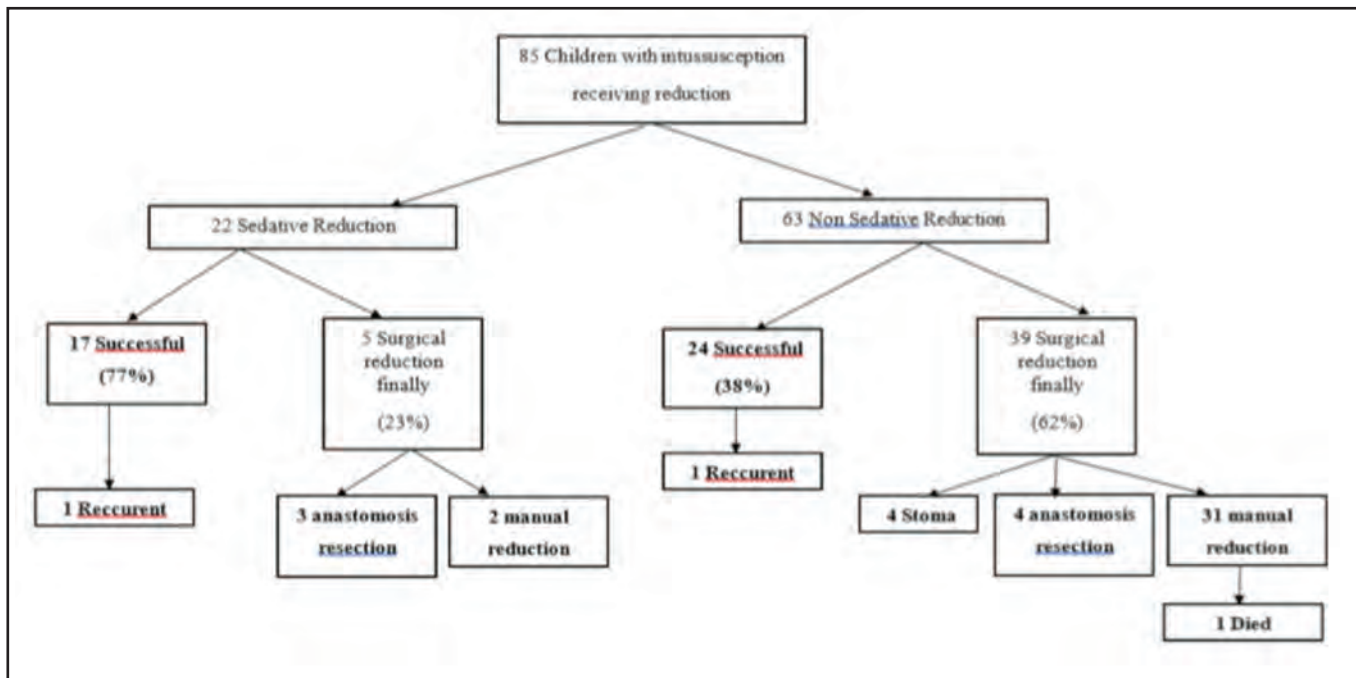 85 Children with intussusception
receiving reduction
22 Sedative Reduction
63 Non Sedative Reduction
17 Successful
(77%)
5 Surgical
reduction
finally
(23%)
24 Successful
(38%)
39 Surgical
reduction
finally
(62%)
1 Reccurent
3 anastomosis
resection
2 manual
reduction
1 Reccurent
4 Stoma
4 anastomosis
resection
31 manual
reduction
1 Died